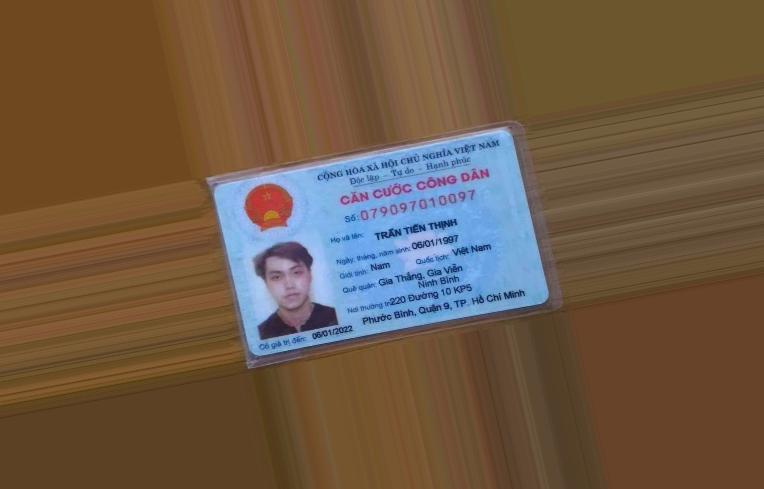 CỘNG HÒA XÃ HỘI CHỦ NGHĨA VIỆT NAM
Độc lập - Tự do - Hạnh phúc
CĂN CƯỚC CÔNG DÂN
Số: 079097010097
Họ và tên: TRẦN TIẾN THỊNH
Ngày, tháng, năm sinh: 06/01/1997
Giới tính: Nam Quốc tịch: Việt Nam
Quê quán: Gia Thắng, Gia Viễn
Ninh Bình
Nơi thường trú: 220 Đường 10 KP5
Phước Bình, Quận 9, TP. Hồ Chí Minh
Có giá trị đến: 06/01/2022